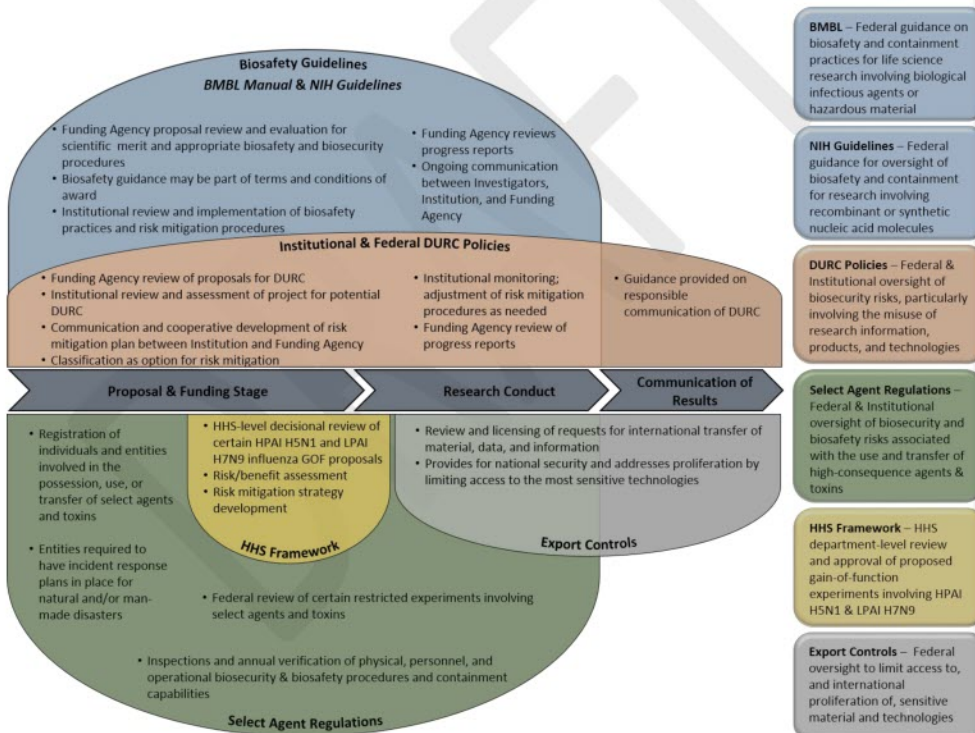 Biosafety Guidelines
BMBL Manual & NIH Guidelines
• Funding Agency proposal review and evaluation for
scientific merit and appropriate biosafety and biosecurity
procedures
• Biosafety guidance may be part of terms and conditions of
award
• Institutional review and implementation of biosafety
practices and risk mitigation procedures
• Funding Agency reviews
progress reports
• Ongoing communication
between Investigators,
Institution, and Funding
Agency
Institutional & Federal DURC Policies
• Funding Agency review of proposals for DURC
• Institutional review and assessment of project for potential
DURC
• Communication and cooperative development of risk
mitigation plan between Institution and Funding Agency
• Classification as option for risk mitigation
• Institutional monitoring;
adjustment of risk mitigation
procedures as needed
• Funding Agency review of
progress reports
• Guidance provided on
responsible
communication of DURC
Proposal & Funding Stage
Research Conduct
Communication of
Results
• Registration of
individuals and entities
involved in the
possession, use, or
transfer of select agents
and toxins
• Entities required to
have incident response
plans in place for
natural and/or man-
made disasters
• HHS-level decisional review of
certain HPAI H5N1 and LPAI
H7N9 influenza GOF proposals
• Risk/benefit assessment
• Risk mitigation strategy
development
HHS Framework
• Review and licensing of requests for international transfer of
material, data, and information
• Provides for national security and addresses proliferation by
limiting access to the most sensitive technologies
Export Controls
• Federal review of certain restricted experiments involving
select agents and toxins
• Inspections and annual verification of physical, personnel, and
operational biosecurity & biosafety procedures and containment
capabilities
Select Agent Regulations
BMBL – Federal guidance on
biosafety and containment
practices for life science
research involving biological
infectious agents or
hazardous material
NIH Guidelines – Federal
guidance for oversight of
biosafety and containment
for research involving
recombinant or synthetic
nucleic acid molecules
DURC Policies – Federal &
Institutional oversight of
biosecurity risks, particularly
involving the misuse of
research information,
products, and technologies
Select Agent Regulations –
Federal & Institutional
oversight of biosecurity and
biosafety risks associated
with the use and transfer of
high-consequence agents &
toxins
HHS Framework – HHS
department-level review
and approval of proposed
gain-of-function
experiments involving HPAI
H5N1 & LPAI H7N9
Export Controls – Federal
oversight to limit access to,
and international
proliferation of, sensitive
material and technologies